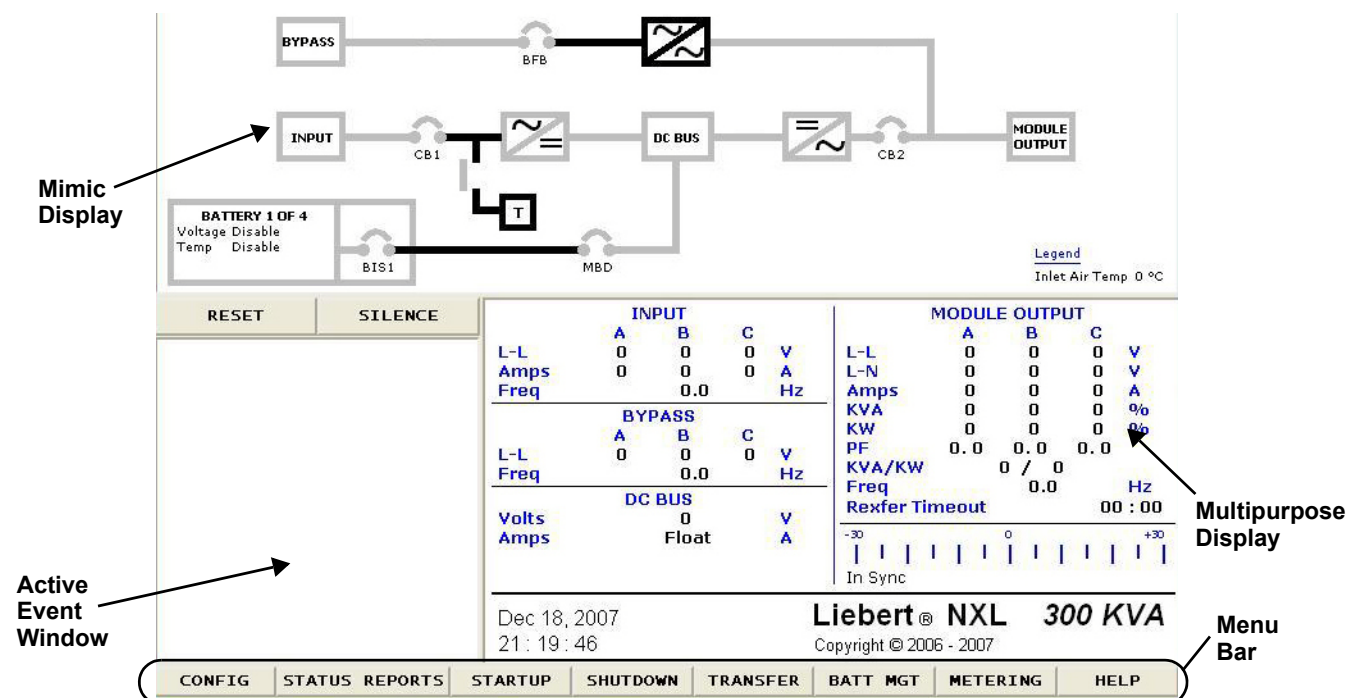 BYPASS
BFB
INPUT
CB1
DC BUS
CB2
MODULE
OUTPUT
T
Mimic
Display
BATTERY 1 OF 4
Voltage Disable
Temp Disable
BIS1
MBD
Legend
Inlet Air Temp 0 °C
RESET SILENCE
INPUT
A B C
L-L 0 0 0 V
Amps 0 0 0 A
Freq 0.0 Hz
BYPASS
A B C
L-L 0 0 0 V
Freq 0.0 Hz
DC BUS
Volts 0 V
Amps Float A
MODULE OUTPUT
A B C
L-L 0 0 0 V
L-N 0 0 0 V
Amps 0 0 0 A
KVA 0 0 0 %
KW 0 0 0 %
PF 0.0 0.0 0.0
KVA/KW 0 / 0
Freq 0.0 Hz
Rexfer Timeout 00 : 00
-30 0 +30
In Sync
Multipurpose
Display
Active
Event
Window
Dec 18, 2007
21 : 19 : 46
Liebert ® NXL 300 KVA
Copyright © 2006 - 2007
Menu
Bar
CONFIG STATUS REPORTS STARTUP SHUTDOWN TRANSFER BATT MGT METERING HELP